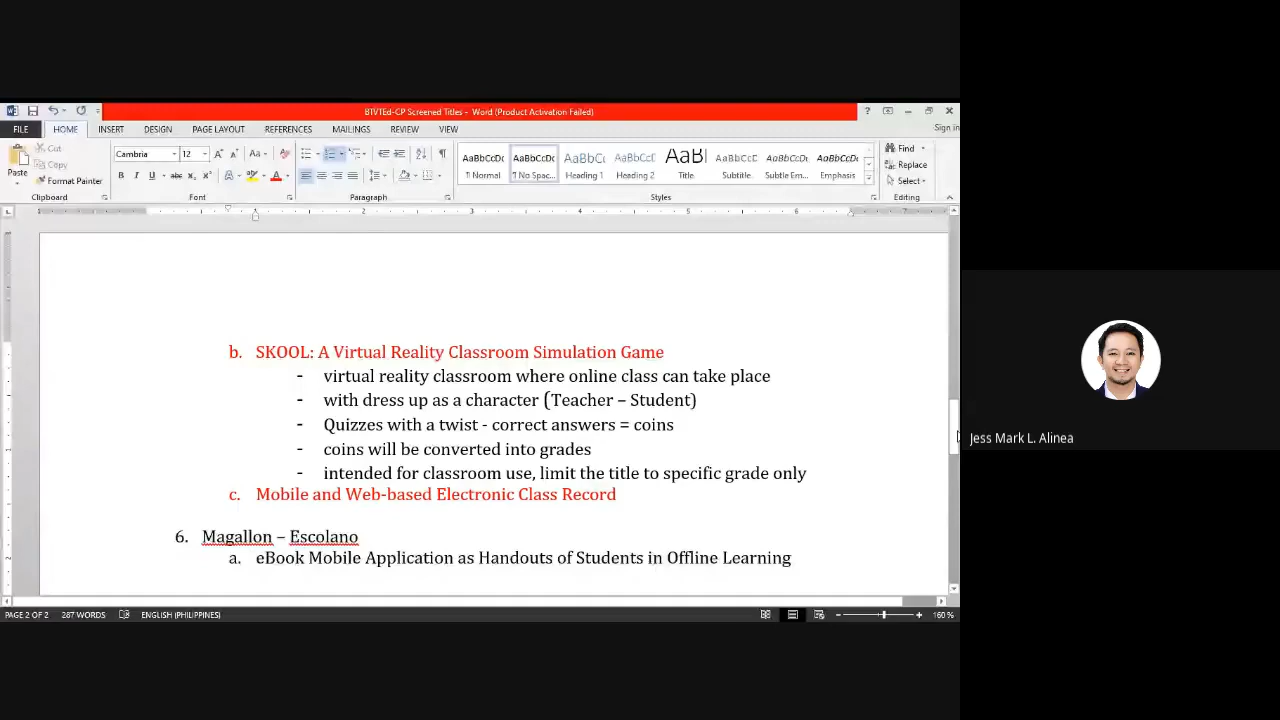 BTVTEd-CP Screened Titles - Word (Product Activation Failed)
Sign in
FILE HOME INSERT DESIGN PAGE LAYOUT REFERENCES MAILINGS REVIEW VIEW
Paste
Cut
Copy
Format Painter
Clipboard
Cambria 12
Font
Paragraph
AaBbCcDc AaBbCcDc AaBbC AaBbCc AaBl AaBbCcE AaBbCcDc AaBbCcDc
¶ Normal ¶ No Spac... Heading 1 Heading 2 Title Subtitle Subtle Em... Emphasis
Styles
Find
Replace
Select
Editing
b. SKOOL: A Virtual Reality Classroom Simulation Game
- virtual reality classroom where online class can take place
- with dress up as a character (Teacher – Student)
- Quizzes with a twist - correct answers = coins
- coins will be converted into grades
- intended for classroom use, limit the title to specific grade only
c. Mobile and Web-based Electronic Class Record
6. Magallon – Escolano
a. eBook Mobile Application as Handouts of Students in Offline Learning
PAGE 2 OF 2 287 WORDS ENGLISH (PHILIPPINES) 160 %
Jess Mark L. Alinea